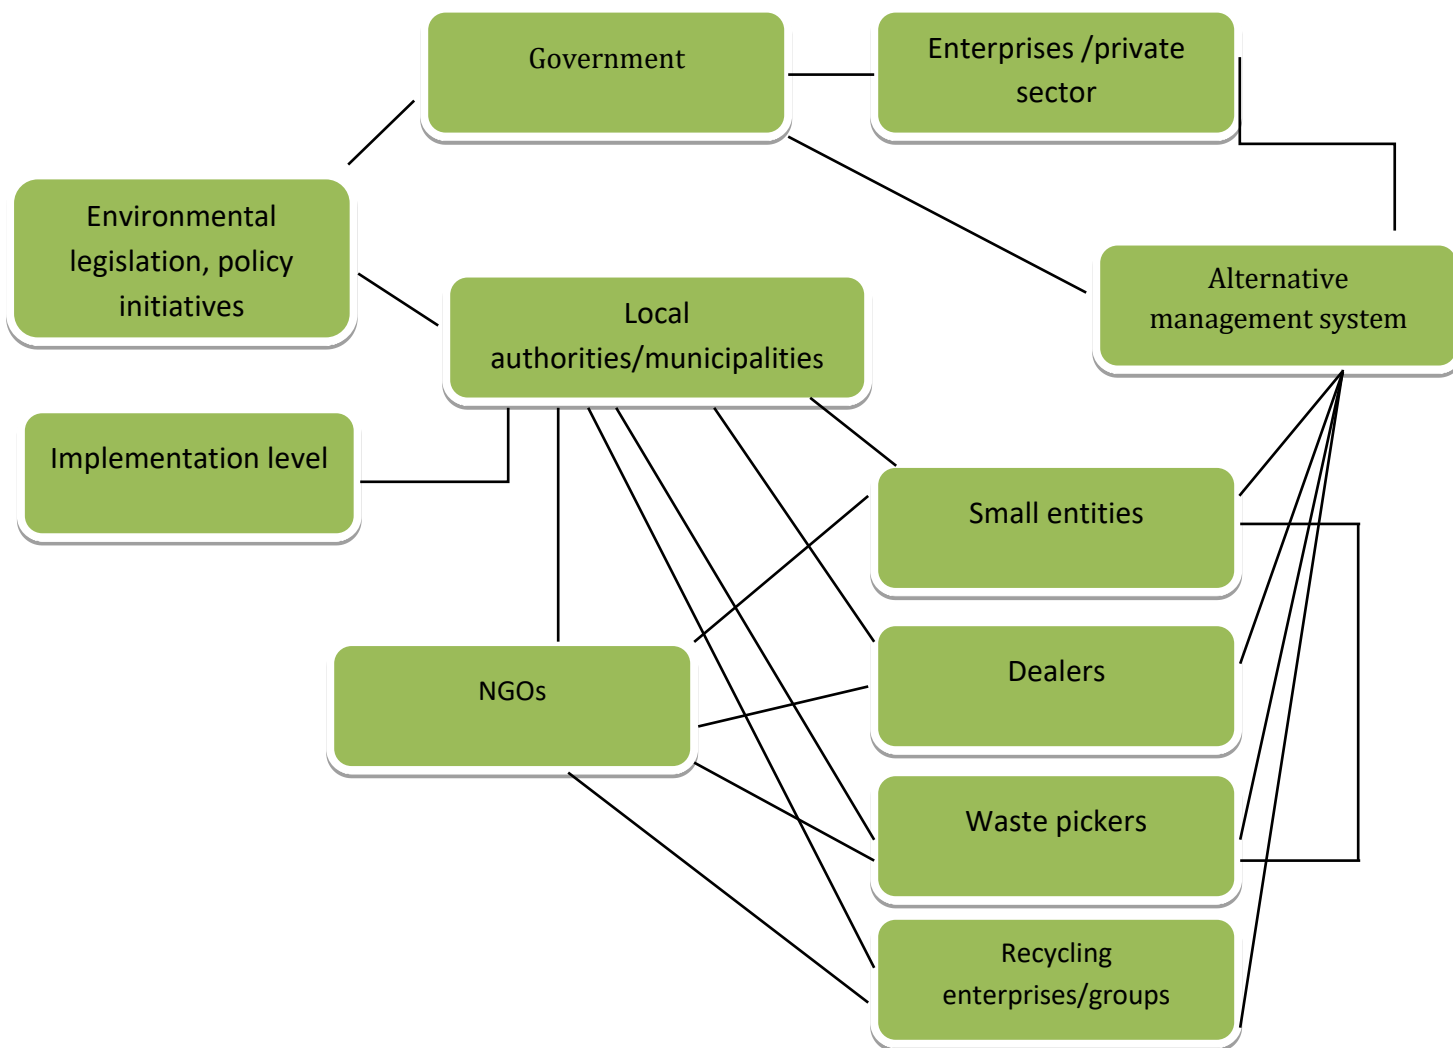 Government
Enterprises /private
sector
Environmental
legislation, policy
initiatives
Local
authorities/municipalities
Alternative
management system
Implementation level
Small entities
NGOs
Dealers
Waste pickers
Recycling
enterprises/groups